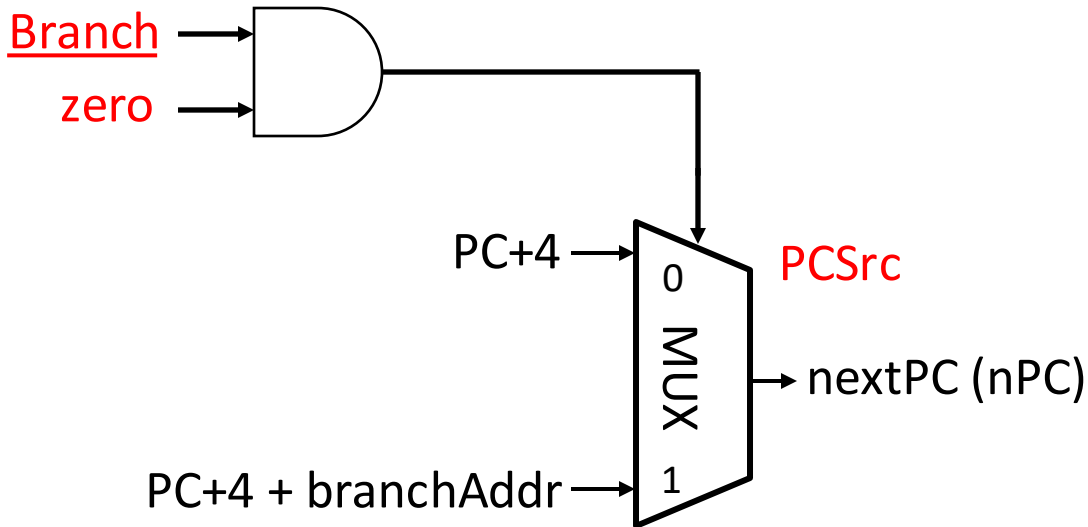 Branch
zero
PC+4
0
PCSrc
MUX
nextPC (nPC)
PC+4 + branchAddr
1